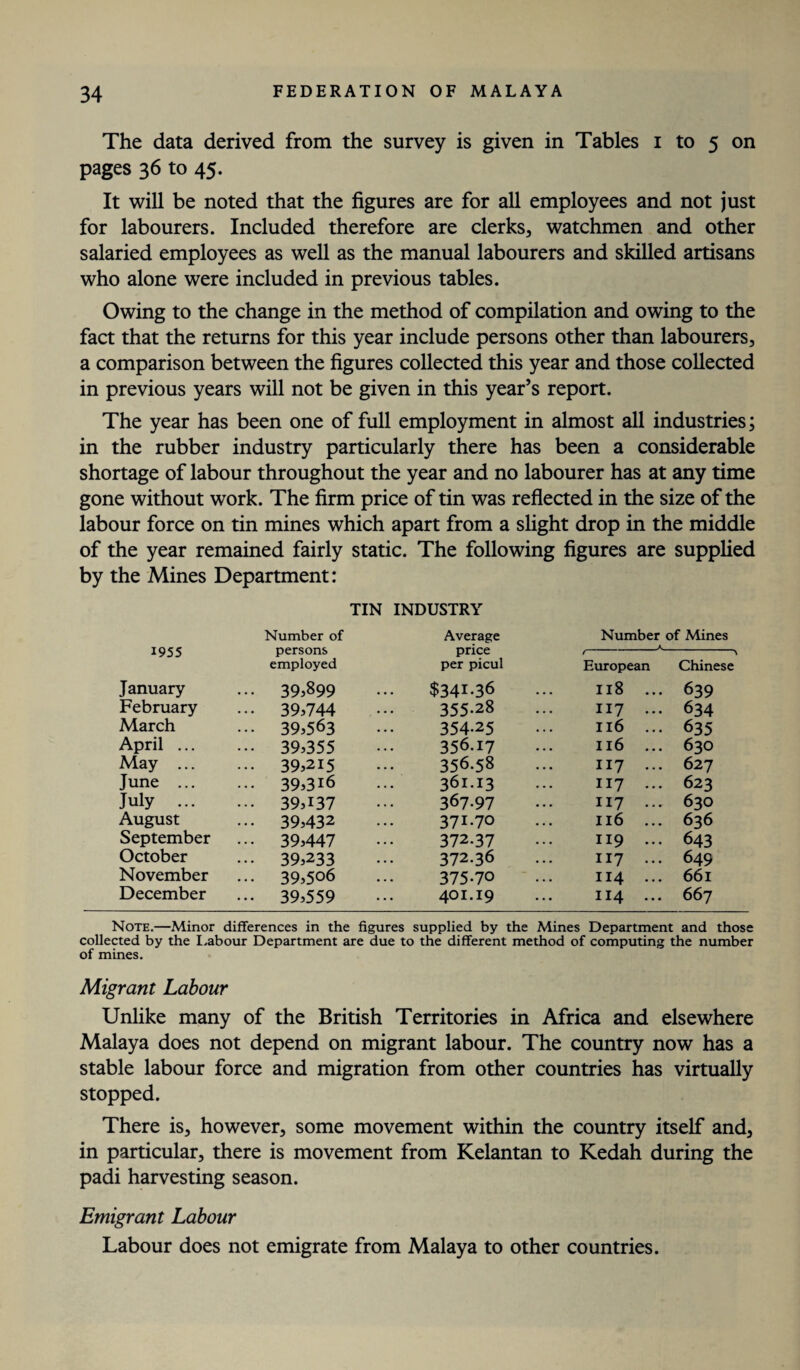 34 FEDERATION OF MALAYA
The data derived from the survey is given in Tables 1 to 5 on
pages 36 to 45.
It will be noted that the figures are for all employees and not just
for labourers. Included therefore are clerks, watchmen and other
salaried employees as well as the manual labourers and skilled artisans
who alone were included in previous tables.
Owing to the change in the method of compilation and owing to the
fact that the returns for this year include persons other than labourers,
a comparison between the figures collected this year and those collected
in previous years will not be given in this year's report.
The year has been one of full employment in almost all industries;
in the rubber industry particularly there has been a considerable
shortage of labour throughout the year and no labourer has at any time
gone without work. The firm price of tin was reflected in the size of the
labour force on tin mines which apart from a slight drop in the middle
of the year remained fairly static. The following figures are supplied
by the Mines Department:
TIN INDUSTRY
Number of Average Number of Mines
1955 persons price
employed per picul European Chinese
January ... 39,899 ... $341.36 ... 118 ... 639
February ... 39,744 ... 355.28 ... 117 ... 634
March ... 39,563 ... 354.25 ... 116 ... 635
April ... ... 39,355 ... 356.17 ... 116 ... 630
May ... ... 39,215 ... 356.58 ... 117 ... 627
June ... ... 39,316 ... 361.13 ... 117 ... 623
July ... ... 39,137 ... 367.97 ... 117 ... 630
August ... 39,432 ... 371.70 ... 116 ... 636
September ... 39,447 ... 372.37 ... 119 ... 643
October ... 39,233 ... 372.36 ... 117 ... 649
November ... 39,506 ... 375.70 ... 114 ... 661
December ... 39,559 ... 401.19 ... 114 ... 667
NOTE.—Minor differences in the figures supplied by the Mines Department and those
collected by the Labour Department are due to the different method of computing the number
of mines.
Migrant Labour
Unlike many of the British Territories in Africa and elsewhere
Malaya does not depend on migrant labour. The country now has a
stable labour force and migration from other countries has virtually
stopped.
There is, however, some movement within the country itself and,
in particular, there is movement from Kelantan to Kedah during the
padi harvesting season.
Emigrant Labour
Labour does not emigrate from Malaya to other countries.